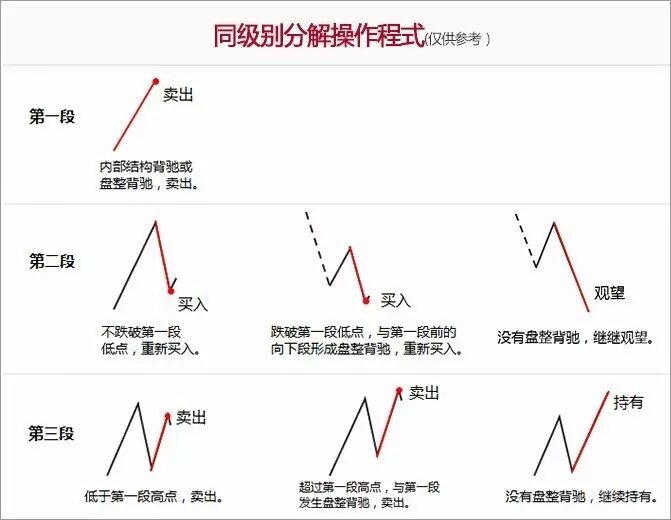 同级别分解操作程式(仅供参考）
第一段
卖出
内部结构背驰或
盘整背驰，卖出。
第二段
买入
不跌破第一段
低点，重新买入。
买入
跌破第一段低点，与第一段前的
向下段形成盘整背驰，重新买入。
观望
没有盘整背驰，继继观望。
第三段
卖出
低于第一段高点，卖出。
卖出
超过第一段高点，与第一段
发生盘整背驰，卖出。
持有
没有盘整背驰，继续持有。